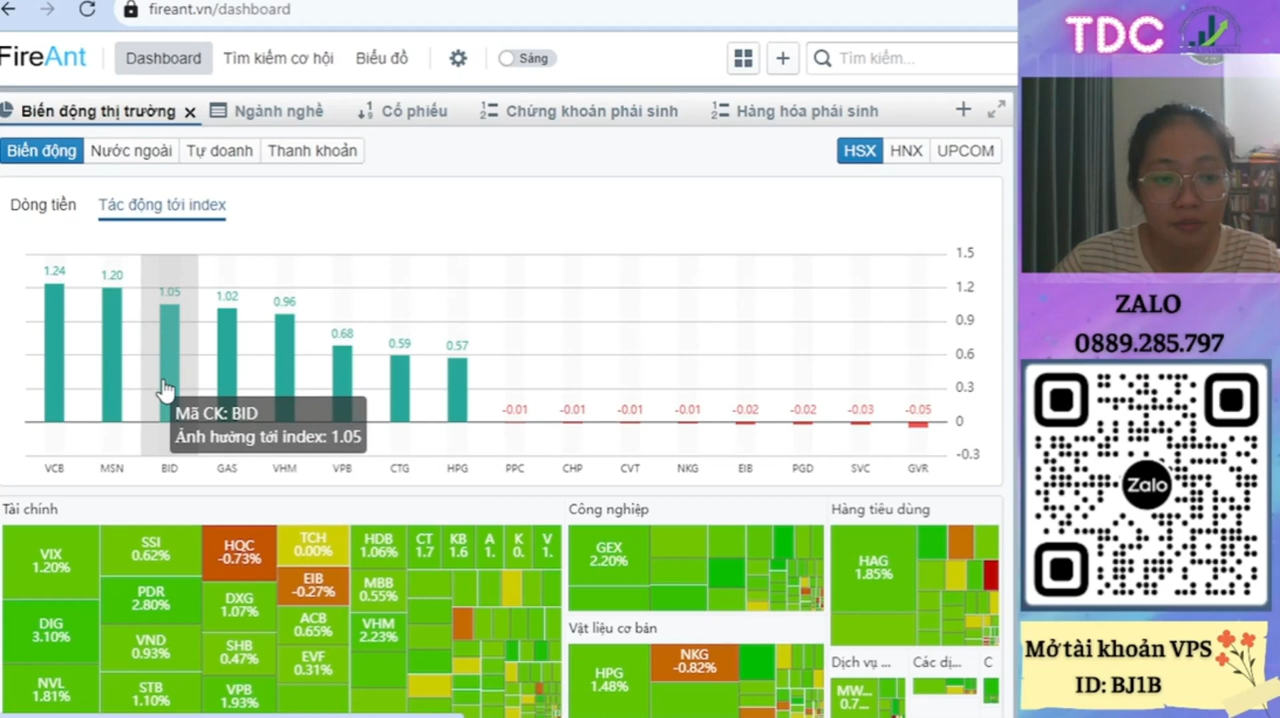 fireant.vn/dashboard
FireAnt
Dashboard
Tìm kiếm cơ hội
Biểu đồ
Sáng
Tìm kiếm...
Biến động thị trường
Ngành nghề
Cổ phiếu
Chứng khoán phái sinh
Hàng hóa phái sinh
Biến động
Nước ngoài
Tự doanh
Thanh khoản
HSX
HNX
UPCOM
Dòng tiền
Tác động tới index
1.5
1.2
0.9
0.6
0.3
0
-0.3
1.24
1.20
1.05
1.02
0.96
0.68
0.59
0.57
-0.01
-0.01
-0.01
-0.01
-0.02
-0.02
-0.03
-0.05
Mã CK: BID
Ảnh hưởng tới index: 1.05
VCB
MSN
BID
GAS
VHM
VPB
CTG
HPG
PPC
CHP
CVT
NKG
EIB
PGD
SVC
GVR
Tài chính
VIX
1.20%
DIG
3.10%
NVL
1.81%
SSI
0.62%
PDR
2.80%
VND
0.93%
STB
1.10%
HQC
-0.73%
DXG
1.07%
SHB
0.47%
VPB
1.93%
TCH
0.00%
EIB
-0.27%
ACB
0.65%
EVF
0.31%
HDB
1.06%
MBB
0.55%
VHM
2.23%
CT
1.7
KB
1.6
A
1.
K
0.
V
1.
Công nghiệp
GEX
2.20%
Vật liệu cơ bản
HPG
1.48%
NKG
-0.82%
Hàng tiêu dùng
HAG
1.85%
Dịch vụ ...
MW...
0.7...
Các dị...
C
TDC
ZALO
0889.285.797
Zalo
Mở tài khoản VPS
ID: BJ1B